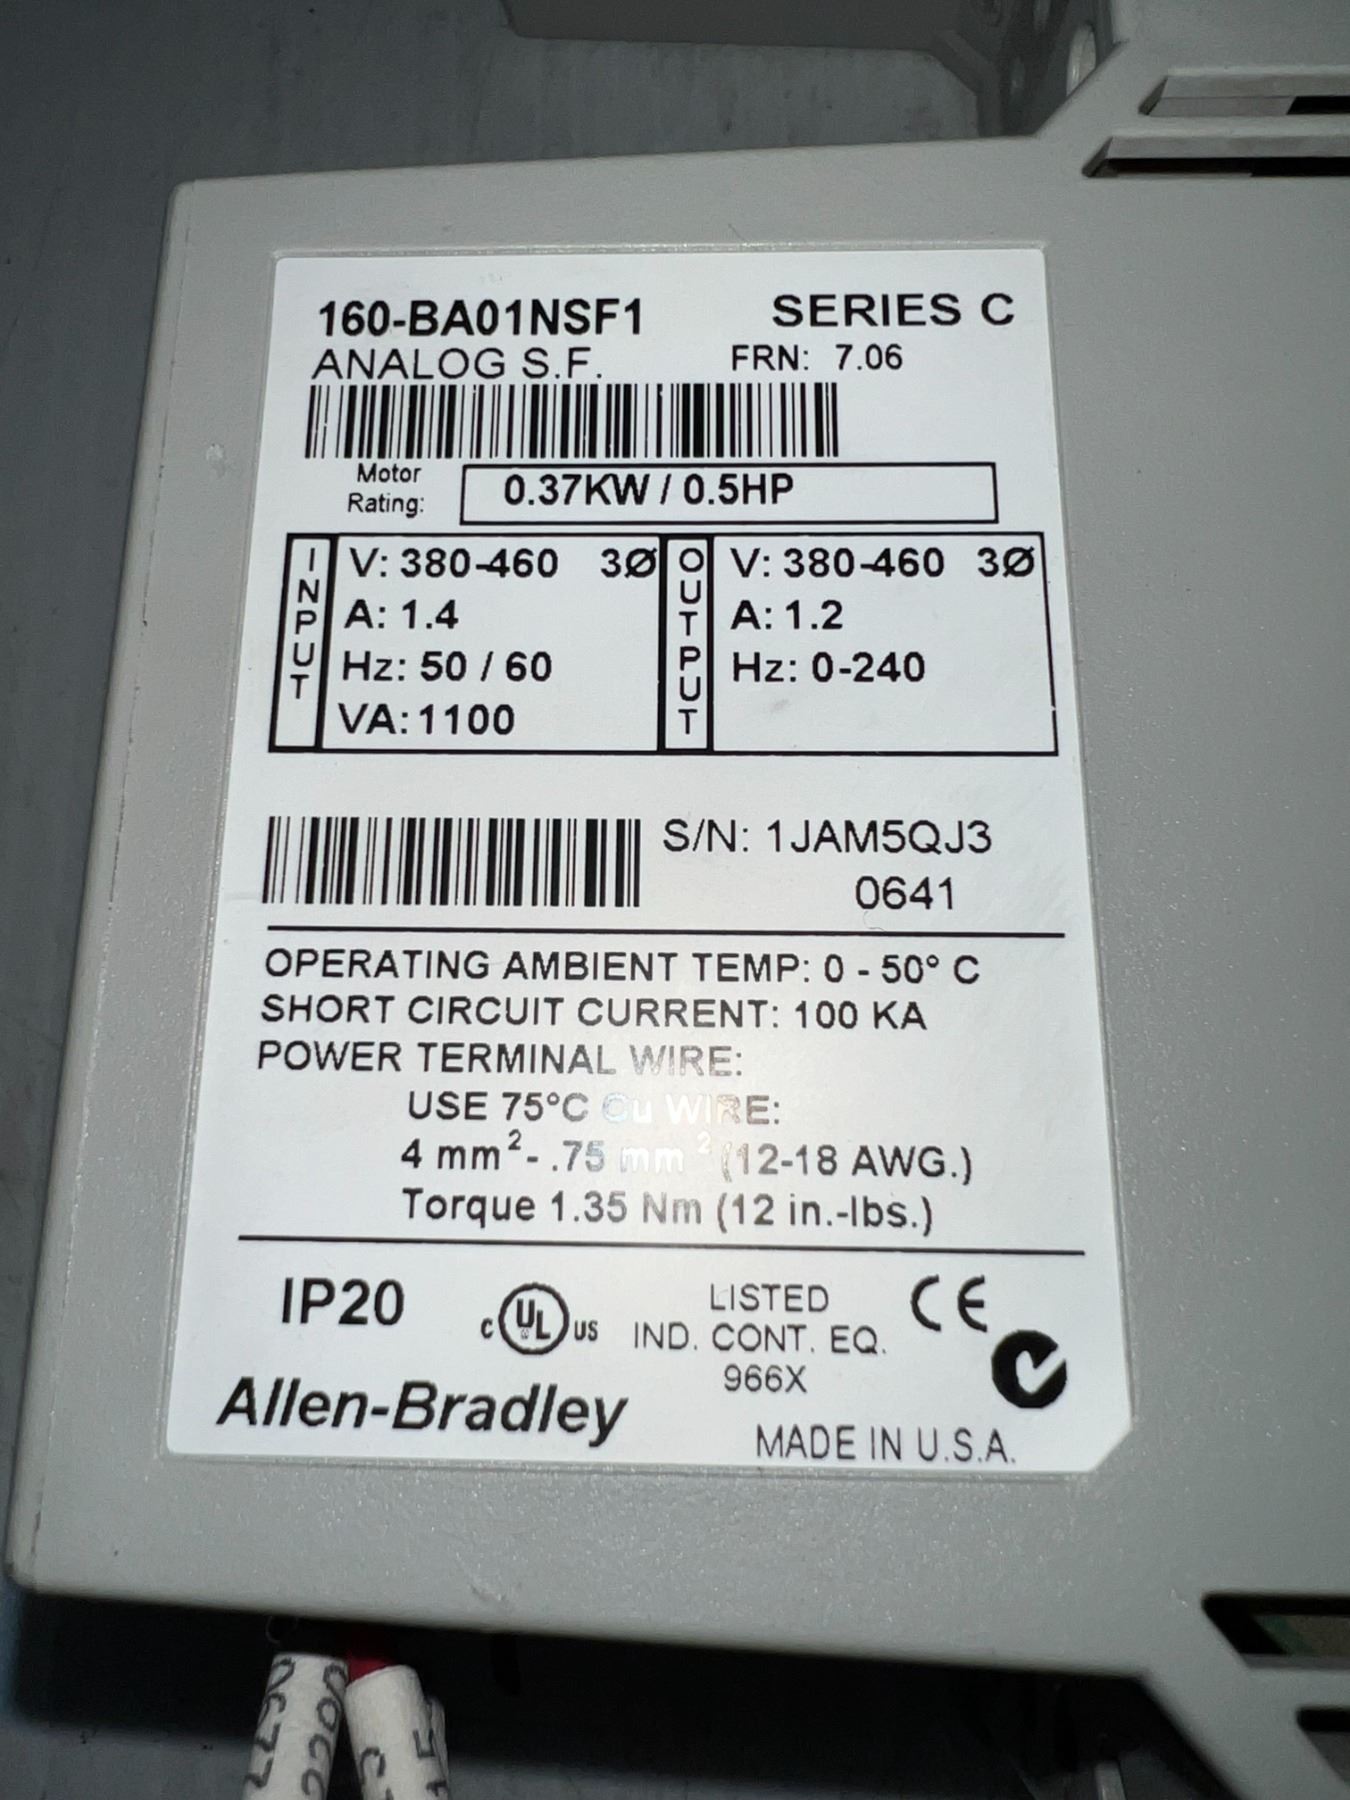 160-BA01NSF1 SERIES C
ANALOG S.F. FRN: 7.06
Motor Rating: 0.37KW / 0.5HP
INPUT
V: 380-460 3Ø
A: 1.4
Hz: 50 / 60
VA: 1100
OUTPUT
V: 380-460 3Ø
A: 1.2
Hz: 0-240
S/N: 1JAM5QJ3
0641
OPERATING AMBIENT TEMP: 0 - 50° C
SHORT CIRCUIT CURRENT: 100 KA
POWER TERMINAL WIRE:
USE 75°C Cu WIRE:
4 mm² - .75 mm² (12-18 AWG.)
Torque 1.35 Nm (12 in.-lbs.)
IP20
c UL us
LISTED
IND. CONT. EQ.
966X
CE
Allen-Bradley
MADE IN U.S.A.